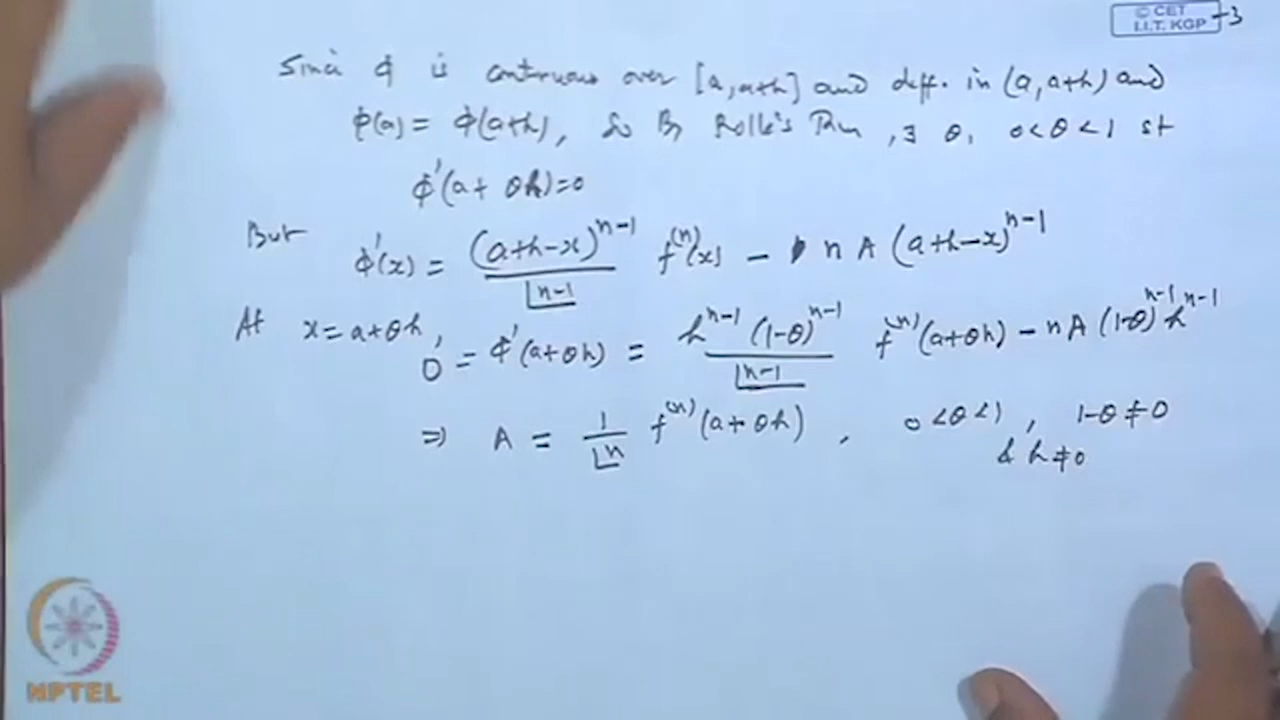 © CET
I.I.T. KGP -3
Since ϕ is continuous over [a, a+h] and diff. in (a, a+h) and
ϕ(a) = ϕ(a+h), So By Rolle's Thm, ∃ θ, 0<θ<1 st
ϕ'(a+θh)=0
But ϕ'(x) = (a+h-x)^{n-1} / |n-1 f^{(n)}(x) - n A (a+h-x)^{n-1}
At x=a+θh, 0 = ϕ'(a+θh) = h^{n-1} (1-θ)^{n-1} / |n-1 f^{(n)}(a+θh) - nA (1-θ)^{n-1} h^{n-1}
⇒ A = 1 / |n f^{(n)}(a+θh), 0<θ<1, 1-θ≠0
& h≠0
NPTEL